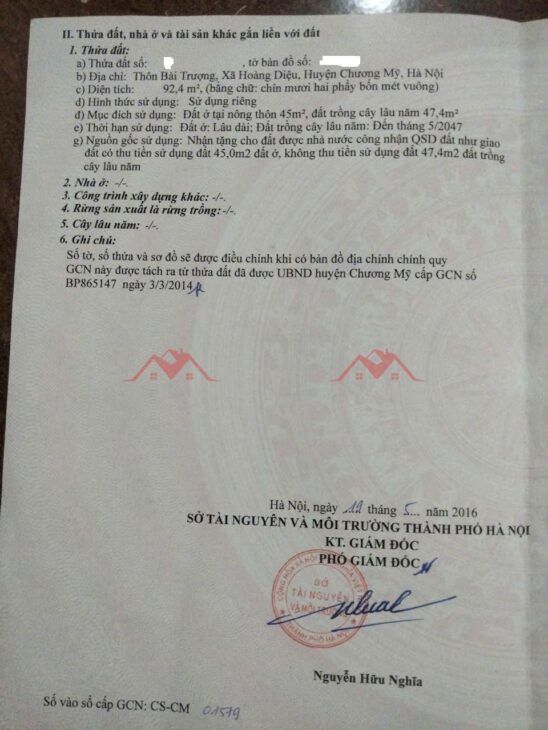 II. Thửa đất, nhà ở và tài sản khác gắn liền với đất
1. Thửa đất:
a) Thửa đất số: , tờ bản đồ số:
b) Địa chỉ: Thôn Bài Trượng, Xã Hoàng Diệu, Huyện Chương Mỹ, Hà Nội
c) Diện tích: 92,4 m², (bằng chữ: chín mươi hai phẩy bốn mét vuông)
d) Hình thức sử dụng: Sử dụng riêng
đ) Mục đích sử dụng: Đất ở tại nông thôn 45m², đất trồng cây lâu năm 47,4m²
e) Thời hạn sử dụng: Đất ở: Lâu dài; Đất trồng cây lâu năm: Đến tháng 5/2047
g) Nguồn gốc sử dụng: Nhận tặng cho đất được nhà nước công nhận QSD đất như giao
đất có thu tiền sử dụng đất 45,0m2 đất ở, không thu tiền sử dụng đất 47,4m2 đất trồng
cây lâu năm
2. Nhà ở: -/-.
3. Công trình xây dựng khác: -/-.
4. Rừng sản xuất là rừng trồng:-/-.
5. Cây lâu năm: -/-.
6. Ghi chú:
Số tờ, số thửa và sơ đồ sẽ được điều chỉnh khi có bản đồ địa chính chính quy
GCN này được tách ra từ thửa đất đã được UBND huyện Chương Mỹ cấp GCN số
BP865147 ngày 3/3/2014
Hà Nội, ngày 12 tháng 5... năm 2016
SỞ TÀI NGUYÊN VÀ MÔI TRƯỜNG THÀNH PHỐ HÀ NỘI
KT. GIÁM ĐỐC
PHÓ GIÁM ĐỐC
SỞ
TÀI NGUYÊN
VÀ MÔI TRƯỜNG
THÀNH PHỐ HÀ NỘI
Nguyễn Hữu Nghĩa
Số vào sổ cấp GCN: CS-CM 01579